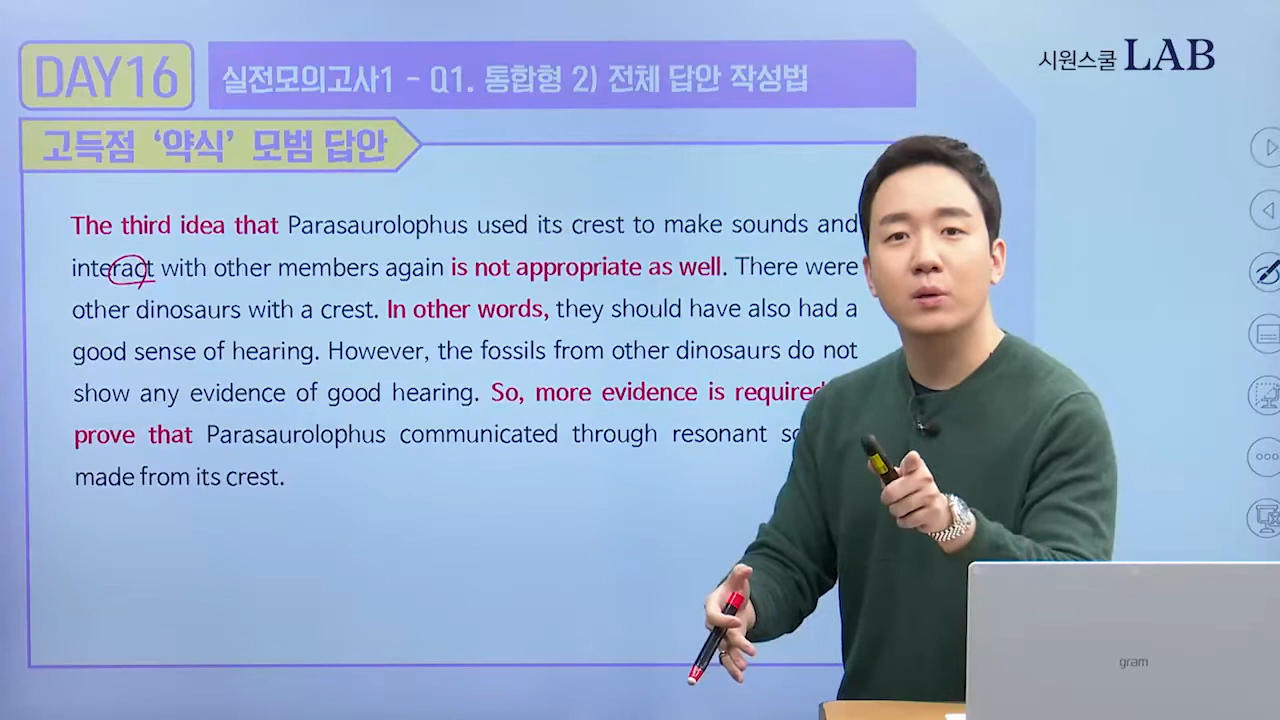 DAY16
실전모의고사1 - Q1. 통합형 2) 전체 답안 작성법
시원스쿨 LAB
고득점 ‘약식’ 모범 답안
The third idea that Parasaurolophus used its crest to make sounds and
interact with other members again is not appropriate as well. There were
other dinosaurs with a crest. In other words, they should have also had a
good sense of hearing. However, the fossils from other dinosaurs do not
show any evidence of good hearing. So, more evidence is required
prove that Parasaurolophus communicated through resonant
made from its crest.
gram